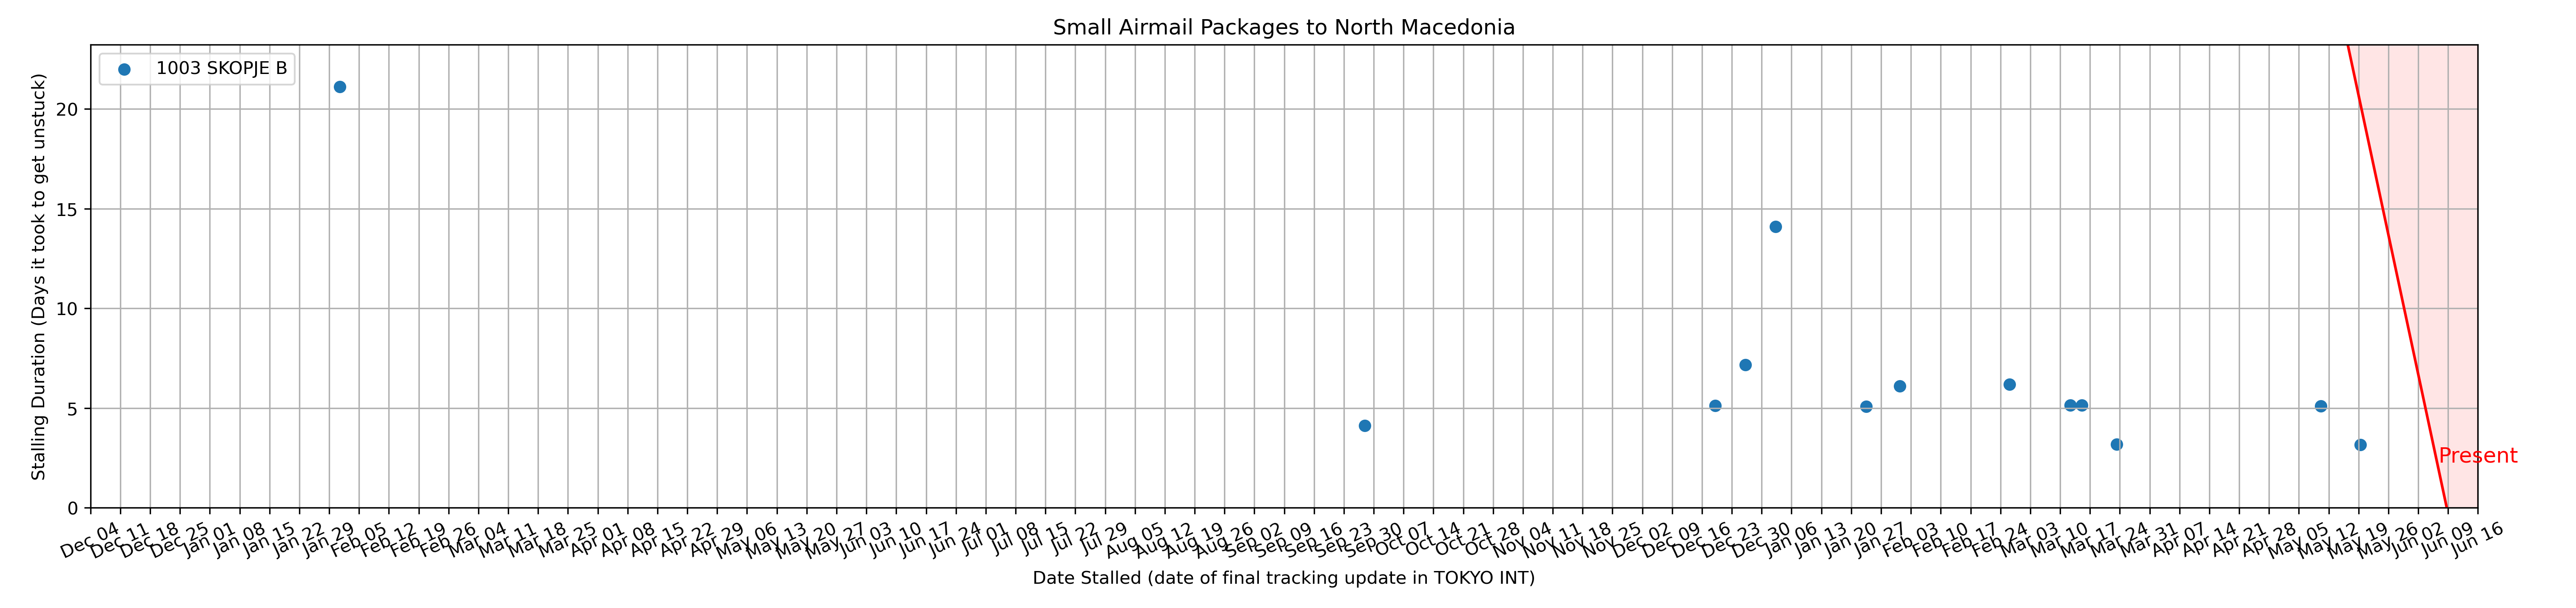 Small Airmail Packages to North Macedonia
1003 SKOPJE B
Stalling Duration (Days it took to get unstuck)
20
15
10
5
0
Present
Dec 04
Dec 11
Dec 18
Dec 25
Jan 01
Jan 08
Jan 15
Jan 22
Jan 29
Feb 05
Feb 12
Feb 19
Feb 26
Mar 04
Mar 11
Mar 18
Mar 25
Apr 01
Apr 08
Apr 15
Apr 22
Apr 29
May 06
May 13
May 20
May 27
Jun 03
Jun 10
Jun 17
Jun 24
Jul 01
Jul 08
Jul 15
Jul 22
Jul 29
Aug 05
Aug 12
Aug 19
Aug 26
Sep 02
Sep 09
Sep 16
Sep 23
Sep 30
Oct 07
Oct 14
Oct 21
Oct 28
Nov 04
Nov 11
Nov 18
Nov 25
Dec 02
Dec 09
Dec 16
Dec 23
Dec 30
Jan 06
Jan 13
Jan 20
Jan 27
Feb 03
Feb 10
Feb 17
Feb 24
Mar 03
Mar 10
Mar 17
Mar 24
Mar 31
Apr 07
Apr 14
Apr 21
Apr 28
May 05
May 12
May 19
May 26
Jun 02
Jun 09
Jun 16
Date Stalled (date of final tracking update in TOKYO INT)